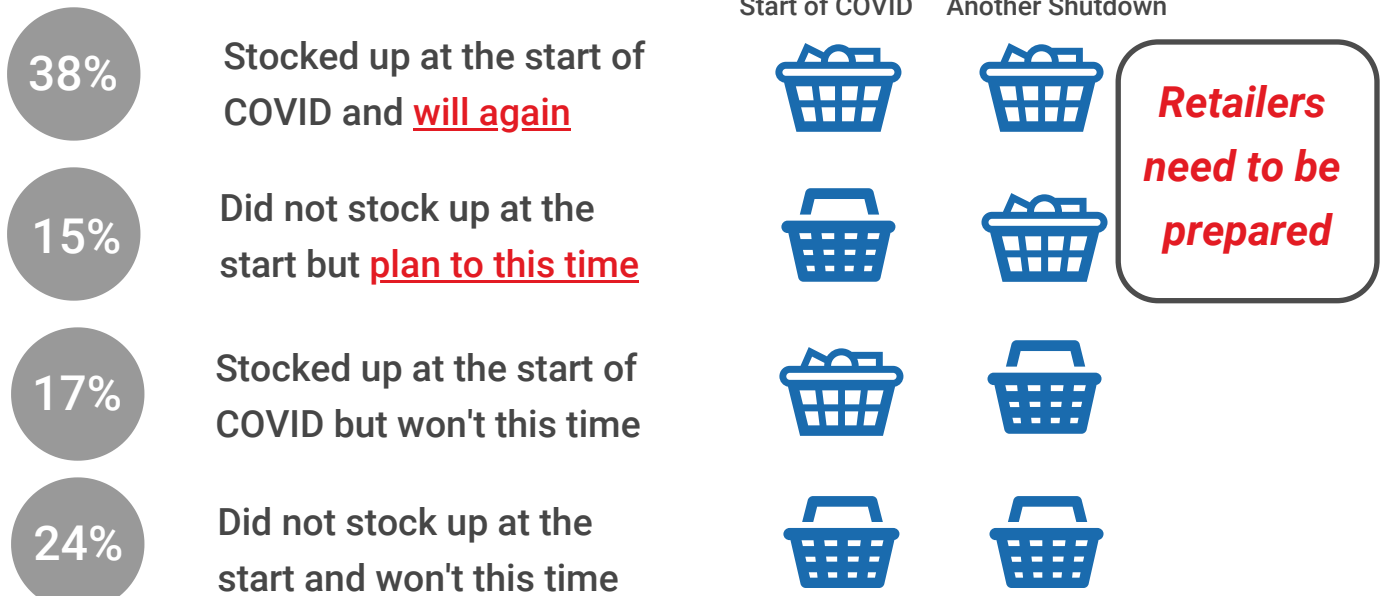 Start of COVID Another Shutdown
38%
Stocked up at the start of
COVID and will again
Retailers
need to be
prepared
15%
Did not stock up at the
start but plan to this time
17%
Stocked up at the start of
COVID but won't this time
24%
Did not stock up at the
start and won't this time